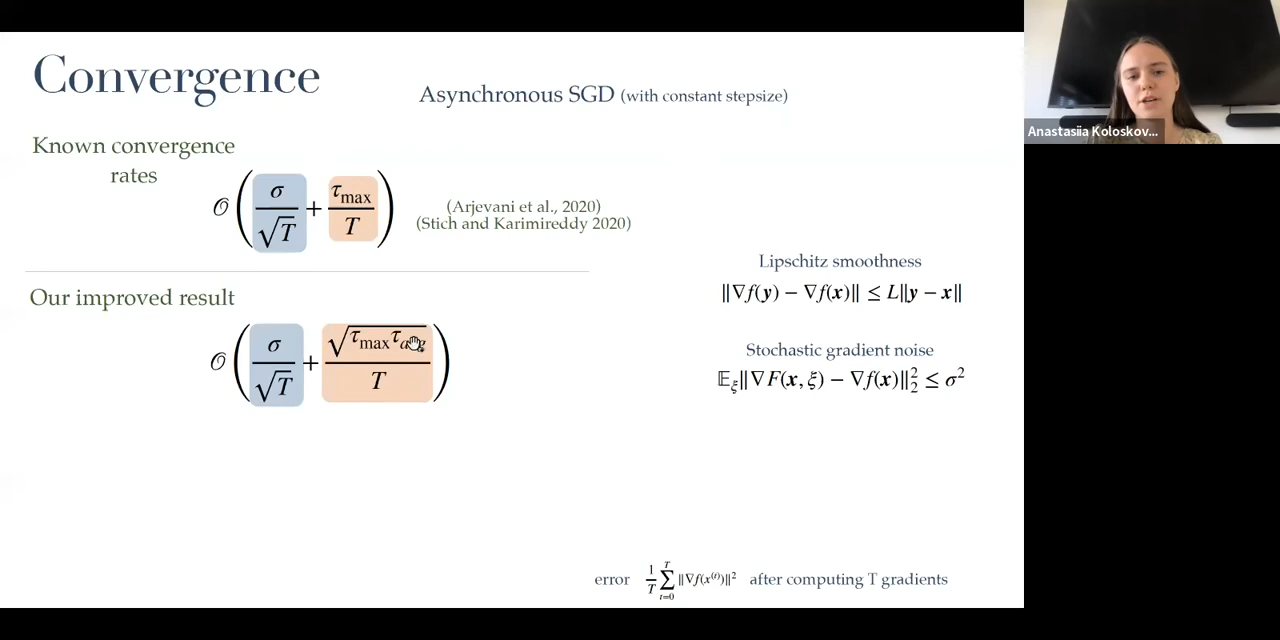 Convergence
Asynchronous SGD (with constant stepsize)
Anastasiia Koloskov...
Known convergence
rates
𝒪(σ/√T + τmax/T)
(Arjevani et al., 2020)
(Stich and Karimireddy 2020)
Our improved result
𝒪(σ/√T + √(τmax τavg)/T)
Lipschitz smoothness
‖∇f(y) − ∇f(x)‖ ≤ L‖y − x‖
Stochastic gradient noise
𝔼ξ‖∇F(x, ξ) − ∇f(x)‖₂² ≤ σ²
error 1/T ∑_{t=0}^{T} ‖∇f(x^(t))‖² after computing T gradients